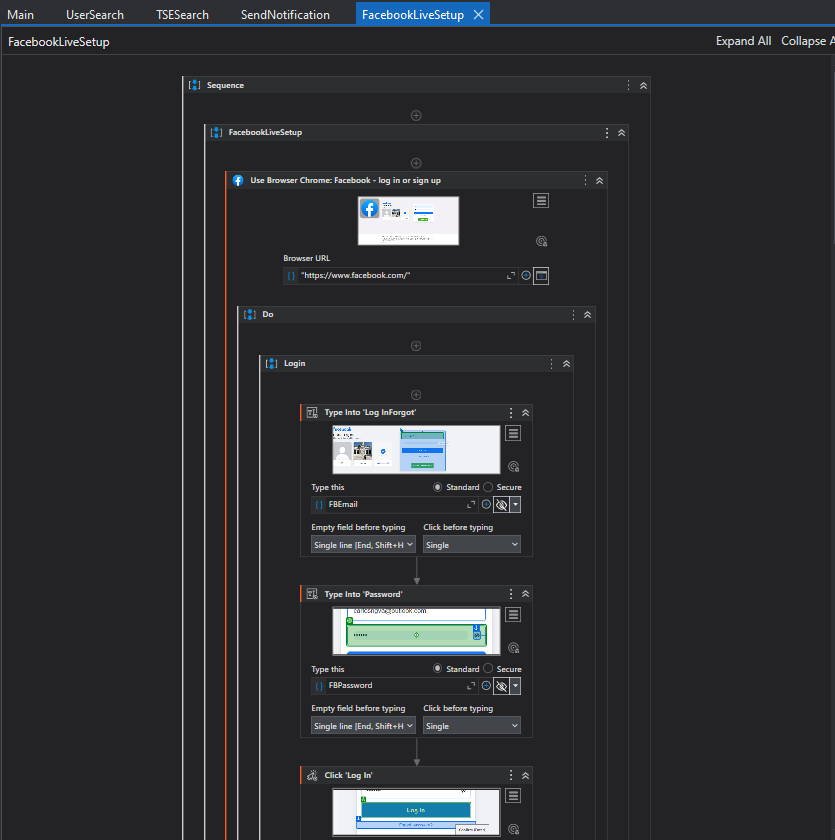 Main UserSearch TSESearch SendNotification FacebookLiveSetup
FacebookLiveSetup Expand All Collapse A
Sequence
FacebookLiveSetup
Use Browser Chrome: Facebook - log in or sign up
Browser URL
"https://www.facebook.com/"
Do
Login
Type Into 'Log InForgot'
Type this Standard Secure
FBEmail
Empty field before typing Click before typing
Single line [End, Shift+H Single
Type Into 'Password'
Type this Standard Secure
FBPassword
Empty field before typing Click before typing
Single line [End, Shift+H Single
Click 'Log In'
Log In